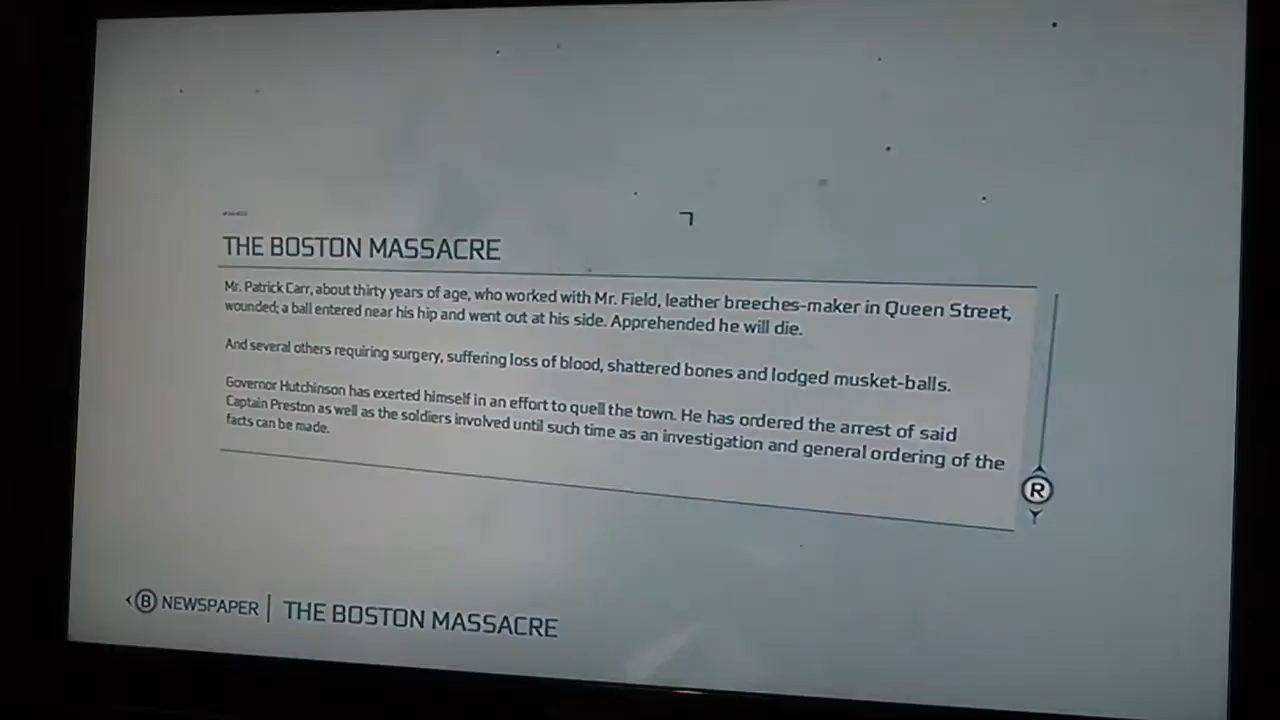 THE BOSTON MASSACRE
Mr. Patrick Carr, about thirty years of age, who worked with Mr. Field, leather breeches-maker in Queen Street,
wounded; a ball entered near his hip and went out at his side. Apprehended he will die.
And several others requiring surgery, suffering loss of blood, shattered bones and lodged musket-balls.
Governor Hutchinson has exerted himself in an effort to quell the town. He has ordered the arrest of said
Captain Preston as well as the soldiers involved until such time as an investigation and general ordering of the
facts can be made.
R
B NEWSPAPER | THE BOSTON MASSACRE